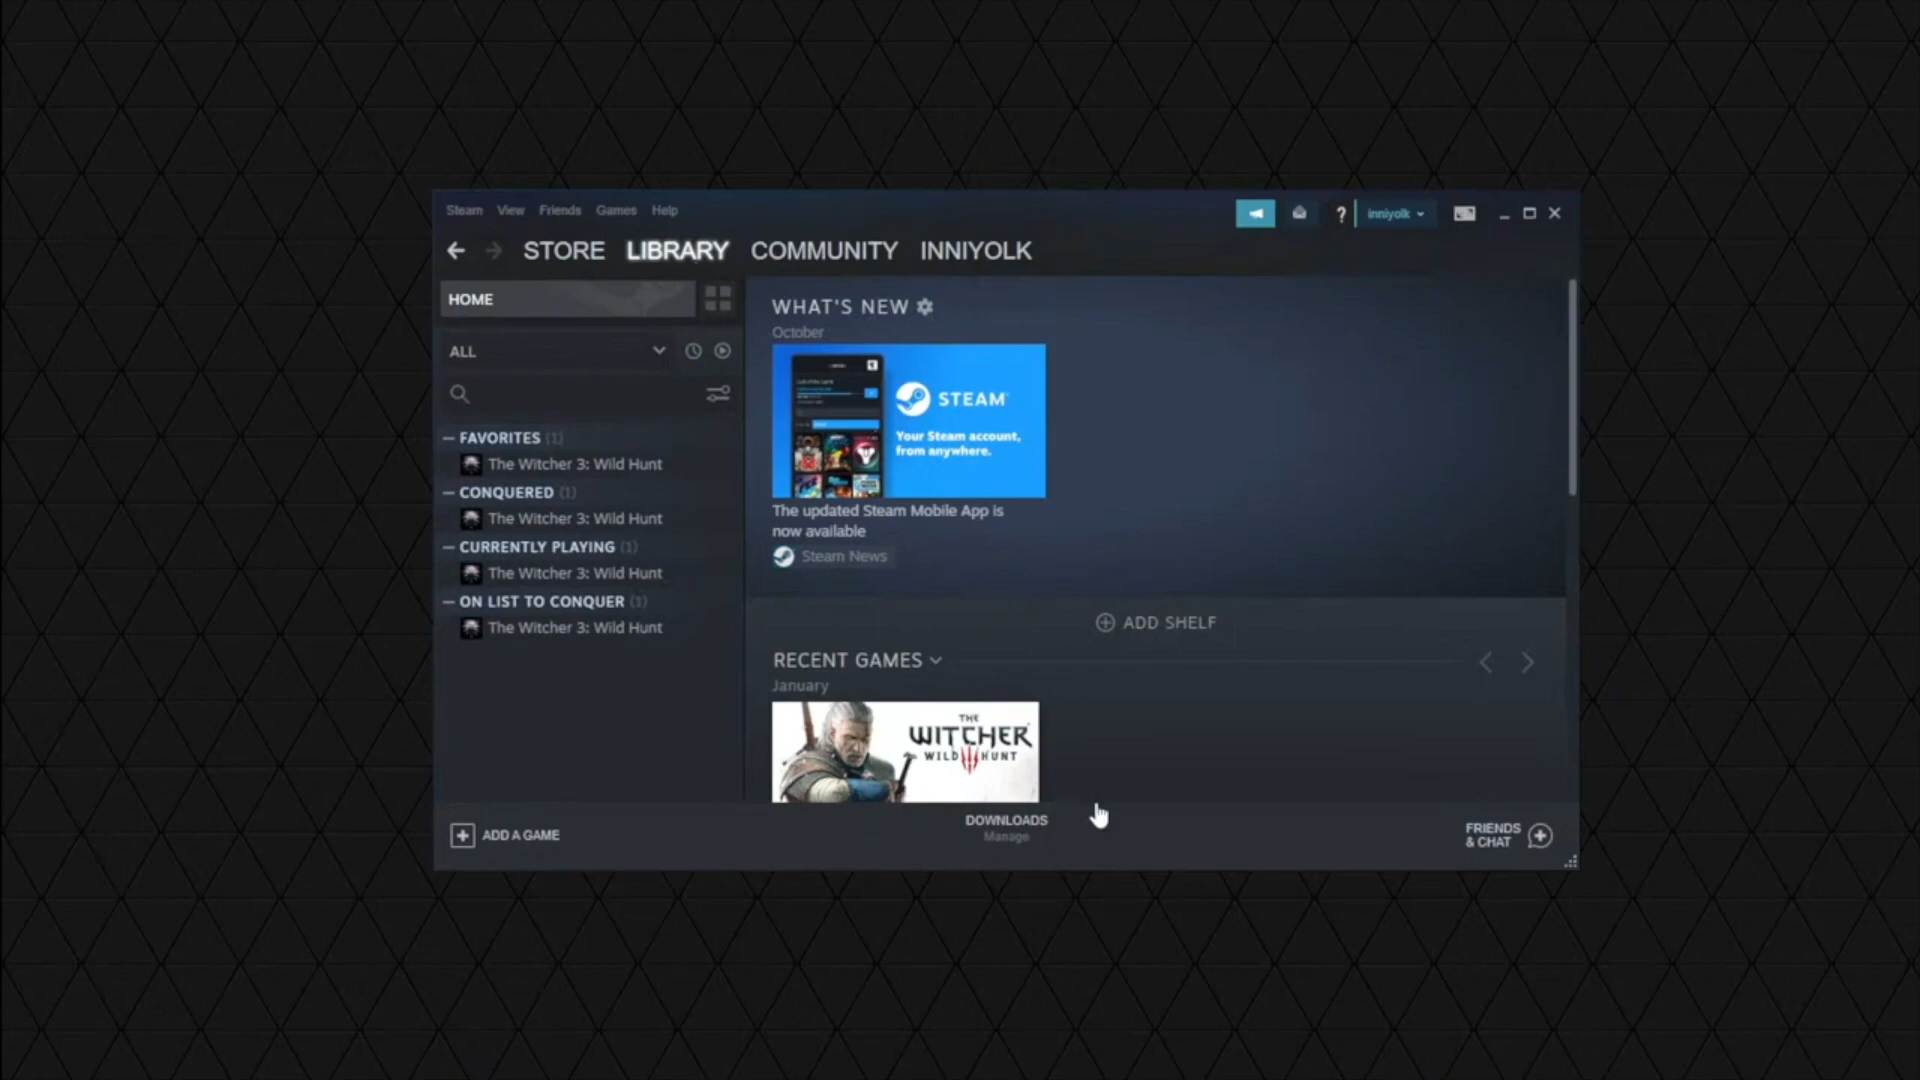 Steam View Friends Games Help
? inniyolk
STORE LIBRARY COMMUNITY INNIYOLK
HOME
ALL
FAVORITES (1)
The Witcher 3: Wild Hunt
CONQUERED (1)
The Witcher 3: Wild Hunt
CURRENTLY PLAYING (1)
The Witcher 3: Wild Hunt
ON LIST TO CONQUER (1)
The Witcher 3: Wild Hunt
WHAT'S NEW
October
STEAM
Your Steam account,
from anywhere.
The updated Steam Mobile App is
now available
Steam News
ADD SHELF
RECENT GAMES
January
THE
WITCHER
WILD HUNT
ADD A GAME
DOWNLOADS
Manage
FRIENDS
& CHAT